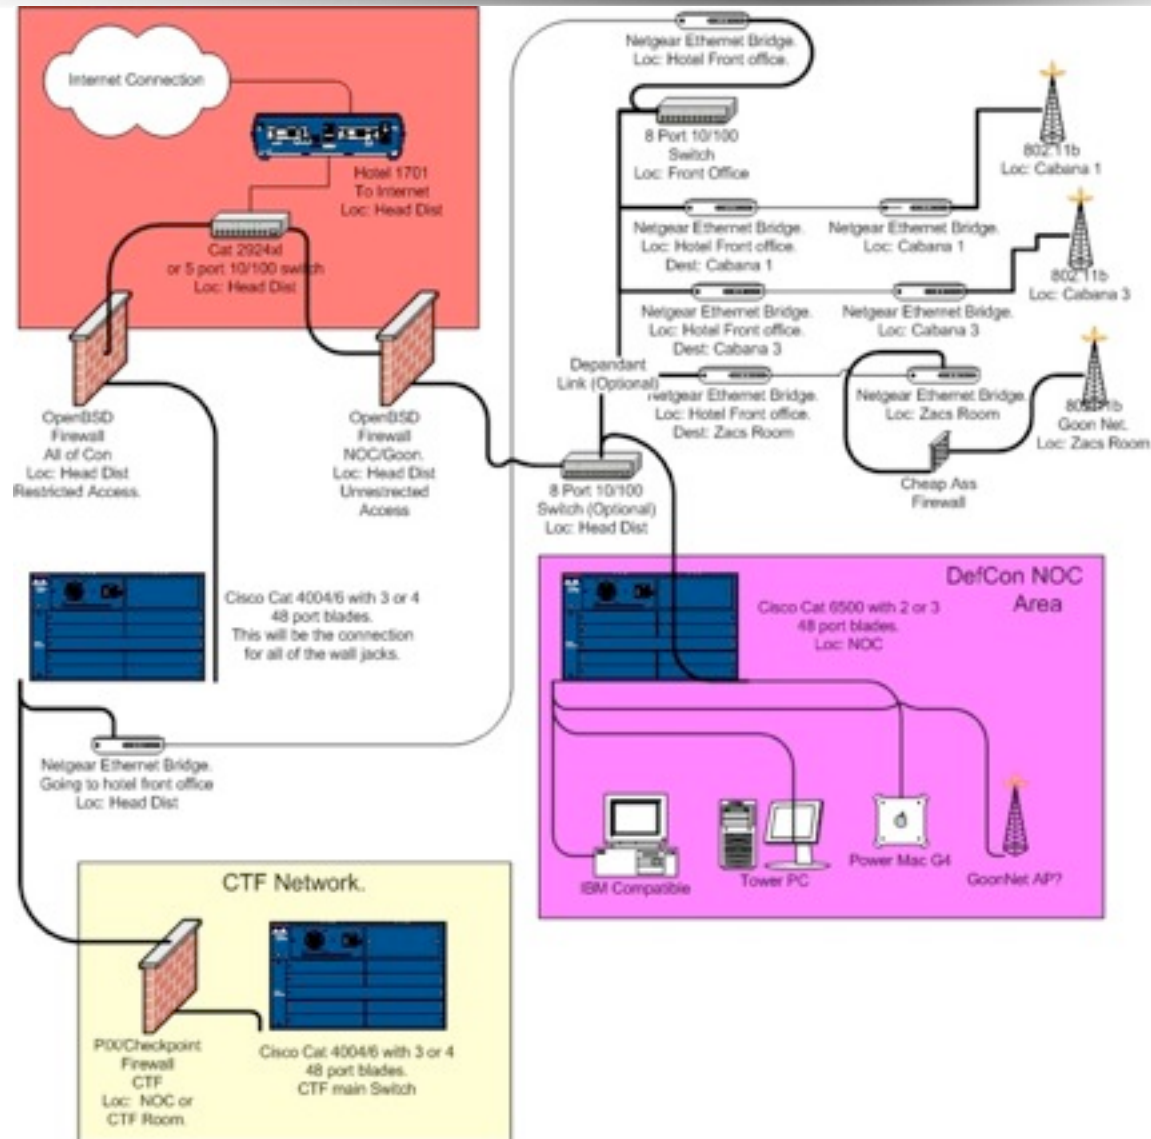 Internet Connection
Hotel 1701
To Internet
Loc: Head Dist
Cat 2924xl
or 5 port 10/100 switch
Loc: Head Dist
OpenBSD
Firewall
All of Con
Loc: Head Dist
Restricted Access.
OpenBSD
Firewall
NOC/Goon.
Loc: Head Dist
Unrestrected
Access
Netgear Ethernet Bridge.
Loc: Hotel Front office.
8 Port 10/100
Switch
Loc: Front Office
802.11b
Loc: Cabana 1
Netgear Ethernet Bridge.
Loc: Hotel Front office.
Dest: Cabana 1
Netgear Ethernet Bridge.
Loc: Cabana 1
802.11b
Loc: Cabana 3
Netgear Ethernet Bridge.
Loc: Hotel Front office.
Dest: Cabana 3
Netgear Ethernet Bridge.
Loc: Cabana 3
Depandant
Link (Optional)
Netgear Ethernet Bridge.
Loc: Hotel Front office.
Dest: Zacs Room
Netgear Ethernet Bridge.
Loc: Zacs Room
802.11b
Goon Net.
Loc: Zacs Room
Cheap Ass
Firewall
8 Port 10/100
Switch (Optional)
Loc: Head Dist
Cisco Cat 4004/6 with 3 or 4
48 port blades.
This will be the connection
for all of the wall jacks.
Netgear Ethernet Bridge.
Going to hotel front office
Loc: Head Dist
DefCon NOC
Area
Cisco Cat 6500 with 2 or 3
48 port blades.
Loc: NOC
IBM Compatible
Tower PC
Power Mac G4
GoonNet AP?
CTF Network.
PIX/Checkpoint
Firewall
CTF
Loc: NOC or
CTF Room
Cisco Cat 4004/6 with 3 or 4
48 port blades.
CTF main Switch